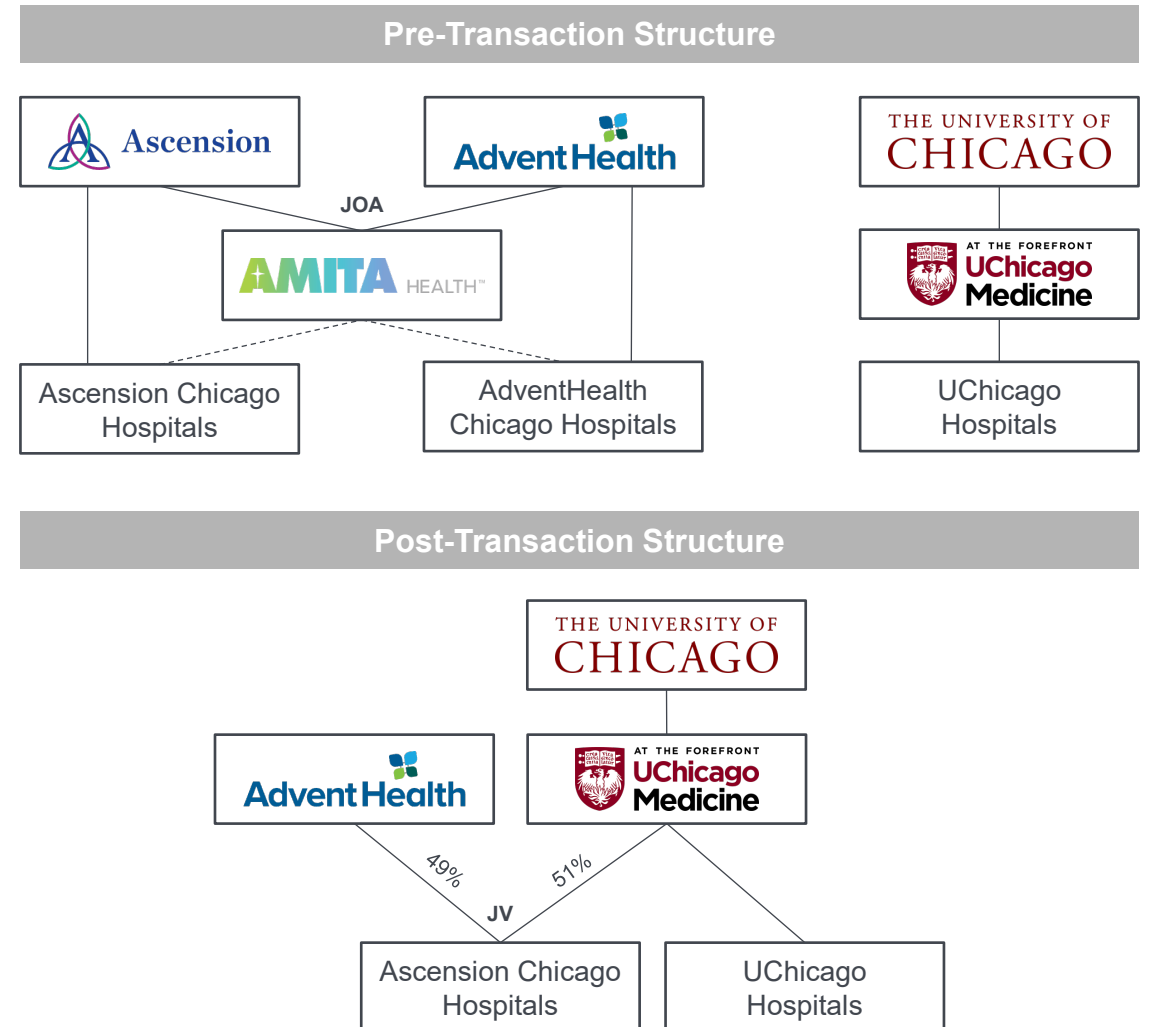 Pre-Transaction Structure
Ascension
AdventHealth
THE UNIVERSITY OF
CHICAGO
JOA
AMITA HEALTH™
AT THE FOREFRONT
UChicago
Medicine
Ascension Chicago
Hospitals
AdventHealth
Chicago Hospitals
UChicago
Hospitals
Post-Transaction Structure
THE UNIVERSITY OF
CHICAGO
AdventHealth
AT THE FOREFRONT
UChicago
Medicine
49%
51%
JV
Ascension Chicago
Hospitals
UChicago
Hospitals